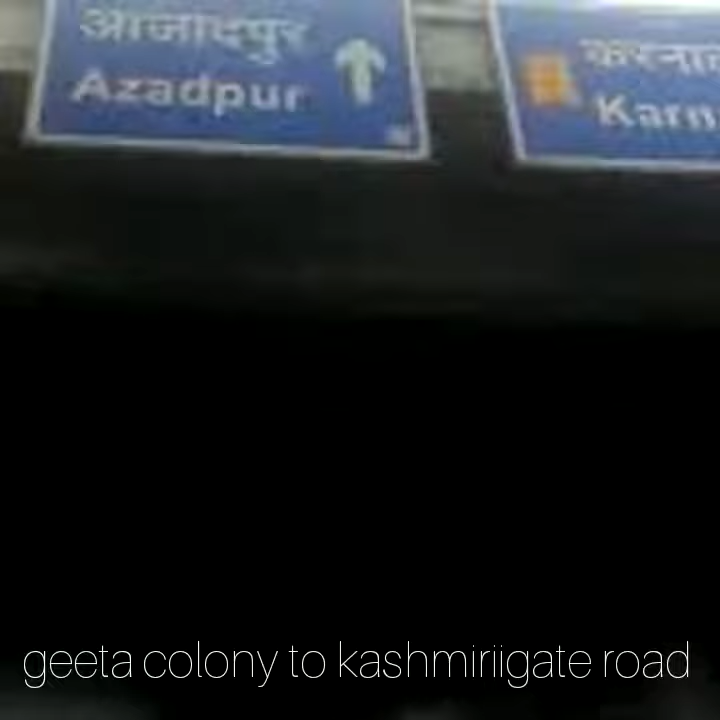 आजादपुर
Azadpur
geeta colony to kashmiriigate road